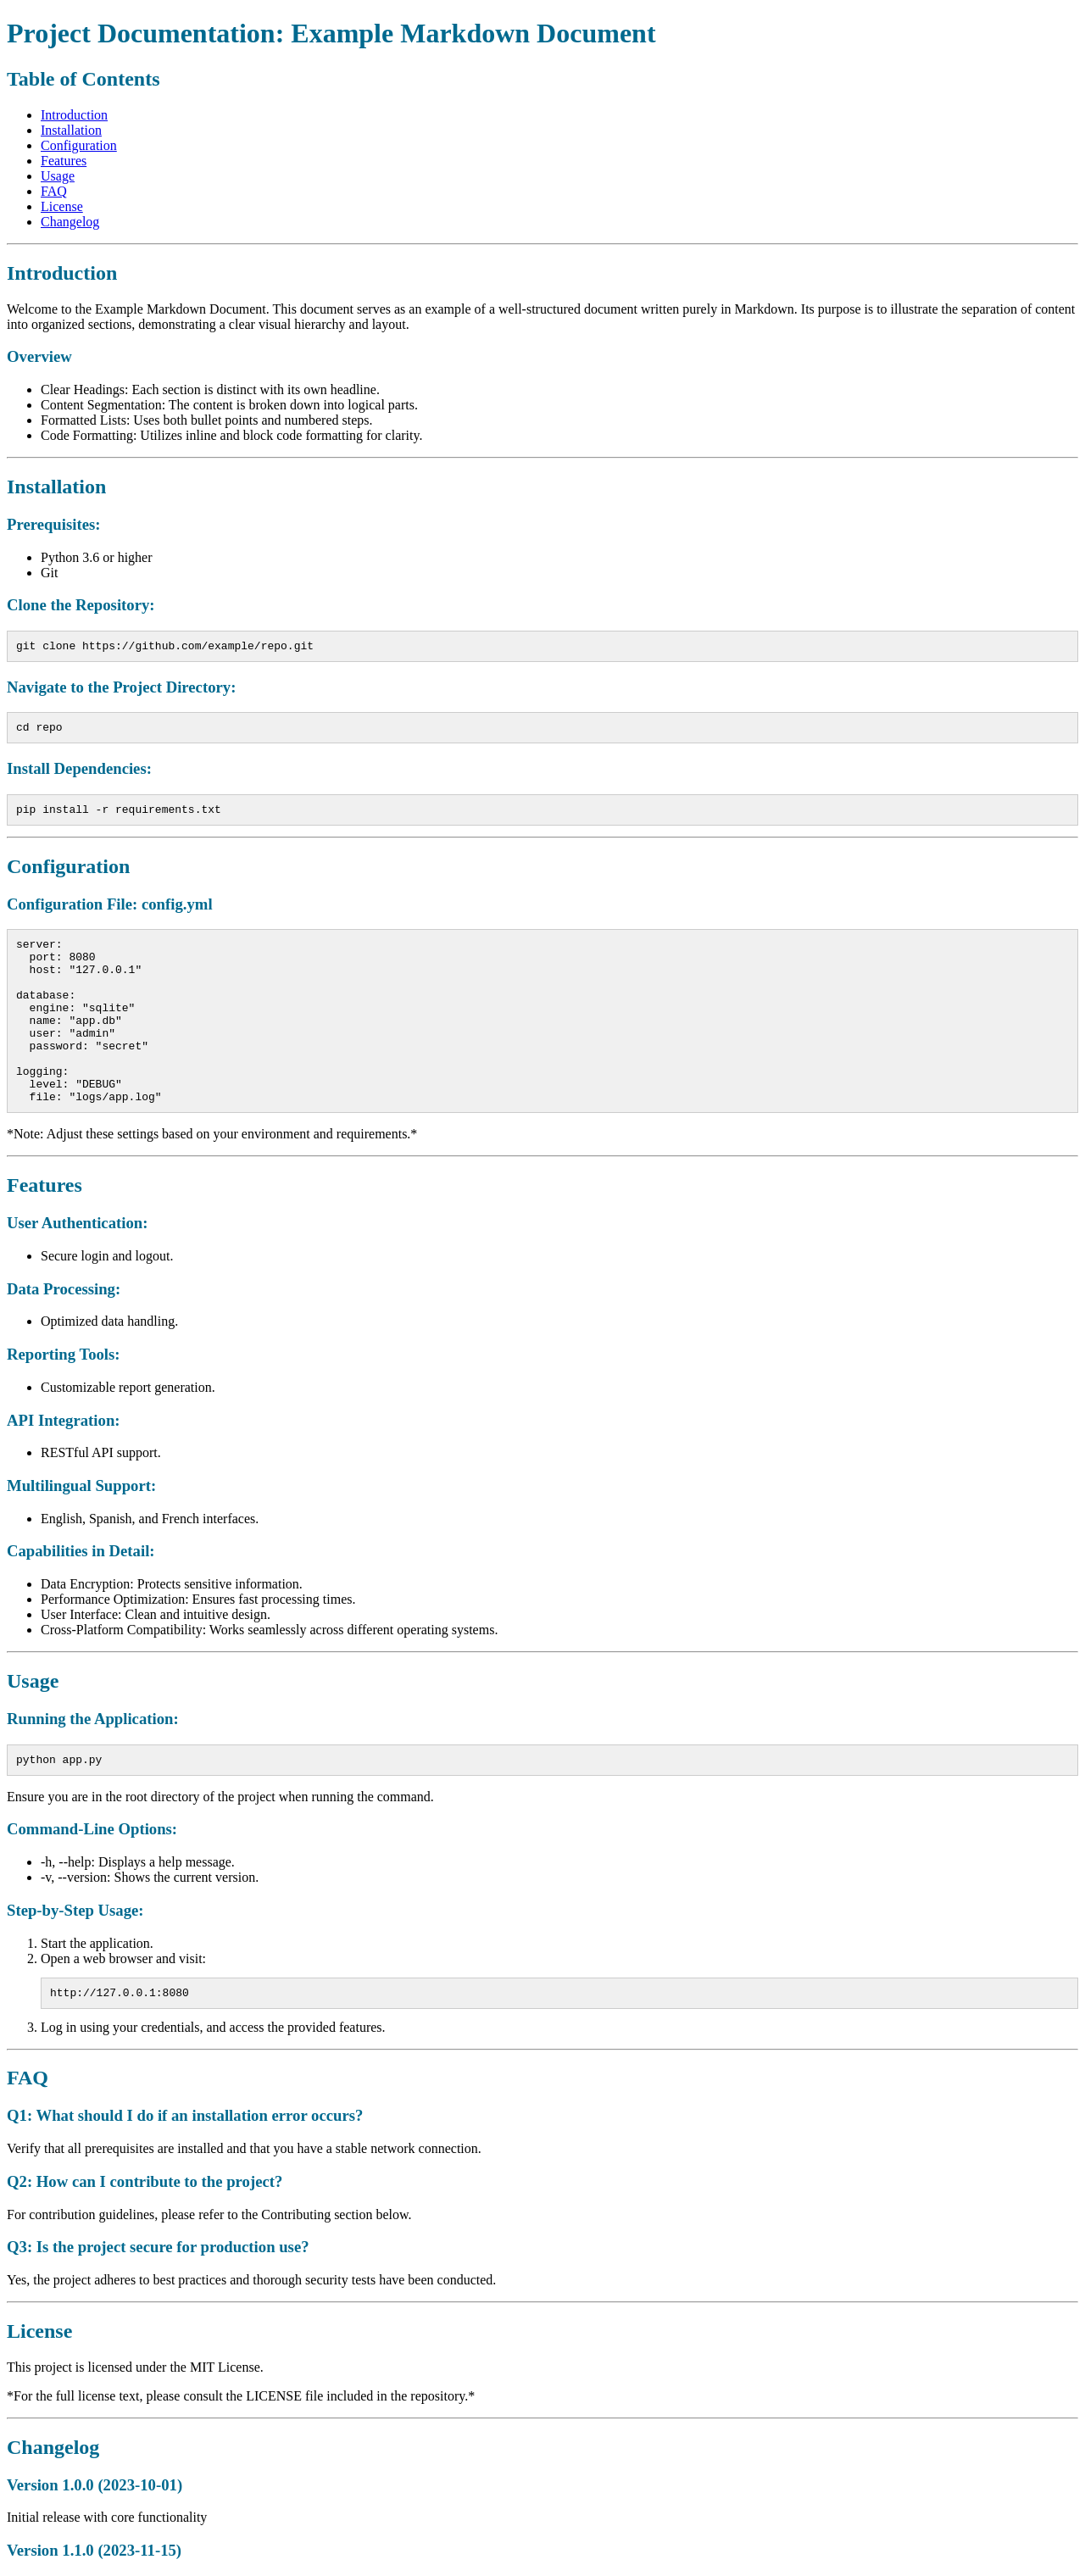 Project Documentation: Example Markdown Document
Table of Contents
Introduction
Installation
Configuration
Features
Usage
FAQ
License
Changelog
Introduction
Welcome to the Example Markdown Document. This document serves as an example of a well-structured document written purely in Markdown. Its purpose is to illustrate the separation of content
into organized sections, demonstrating a clear visual hierarchy and layout.
Overview
Clear Headings: Each section is distinct with its own headline.
Content Segmentation: The content is broken down into logical parts.
Formatted Lists: Uses both bullet points and numbered steps.
Code Formatting: Utilizes inline and block code formatting for clarity.
Installation
Prerequisites:
Python 3.6 or higher
Git
Clone the Repository:
git clone https://github.com/example/repo.git
Navigate to the Project Directory:
cd repo
Install Dependencies:
pip install -r requirements.txt
Configuration
Configuration File: config.yml
server:
  port: 8080
  host: "127.0.0.1"

database:
  engine: "sqlite"
  name: "app.db"
  user: "admin"
  password: "secret"

logging:
  level: "DEBUG"
  file: "logs/app.log"
*Note: Adjust these settings based on your environment and requirements.*
Features
User Authentication:
Secure login and logout.
Data Processing:
Optimized data handling.
Reporting Tools:
Customizable report generation.
API Integration:
RESTful API support.
Multilingual Support:
English, Spanish, and French interfaces.
Capabilities in Detail:
Data Encryption: Protects sensitive information.
Performance Optimization: Ensures fast processing times.
User Interface: Clean and intuitive design.
Cross-Platform Compatibility: Works seamlessly across different operating systems.
Usage
Running the Application:
python app.py
Ensure you are in the root directory of the project when running the command.
Command-Line Options:
-h, --help: Displays a help message.
-v, --version: Shows the current version.
Step-by-Step Usage:
1. Start the application.
2. Open a web browser and visit:
http://127.0.0.1:8080
3. Log in using your credentials, and access the provided features.
FAQ
Q1: What should I do if an installation error occurs?
Verify that all prerequisites are installed and that you have a stable network connection.
Q2: How can I contribute to the project?
For contribution guidelines, please refer to the Contributing section below.
Q3: Is the project secure for production use?
Yes, the project adheres to best practices and thorough security tests have been conducted.
License
This project is licensed under the MIT License.
*For the full license text, please consult the LICENSE file included in the repository.*
Changelog
Version 1.0.0 (2023-10-01)
Initial release with core functionality
Version 1.1.0 (2023-11-15)